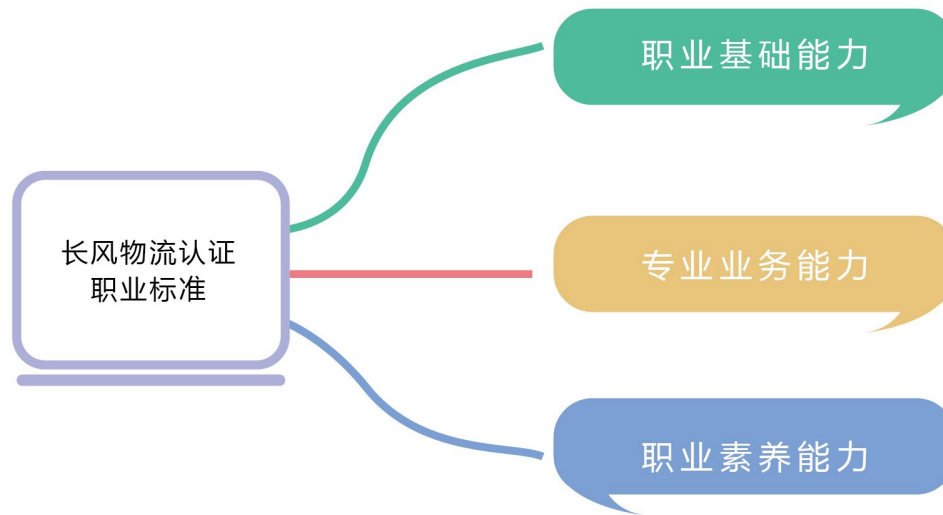 长风物流认证
职业标准
职业基础能力
专业业务能力
职业素养能力